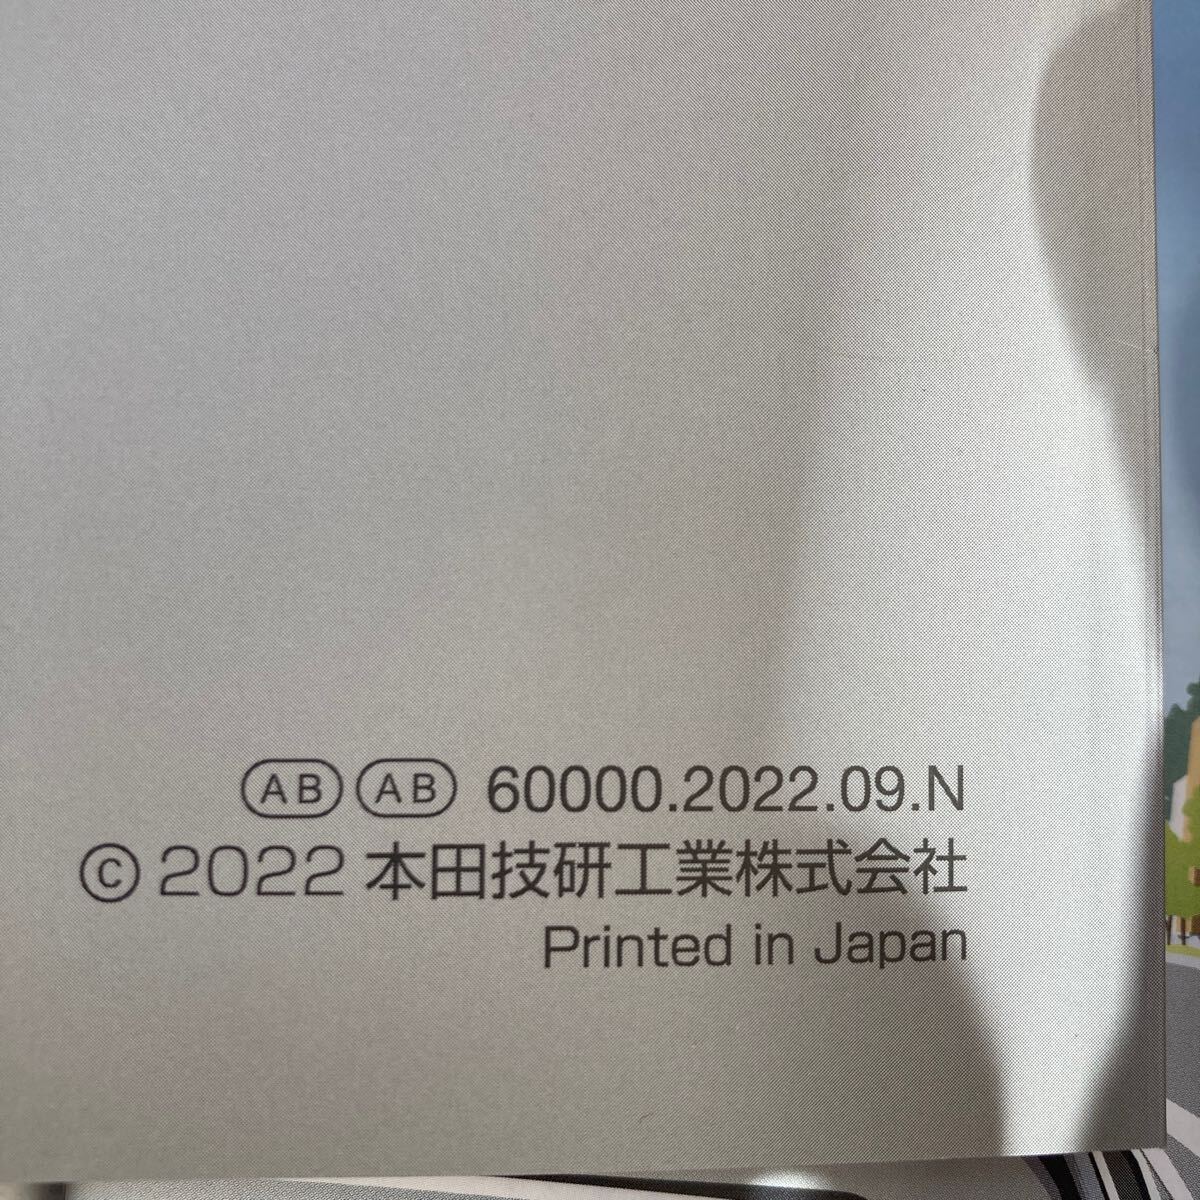 AB AB 60000.2022.09.N
© 2022 本田技研工業株式会社
Printed in Japan